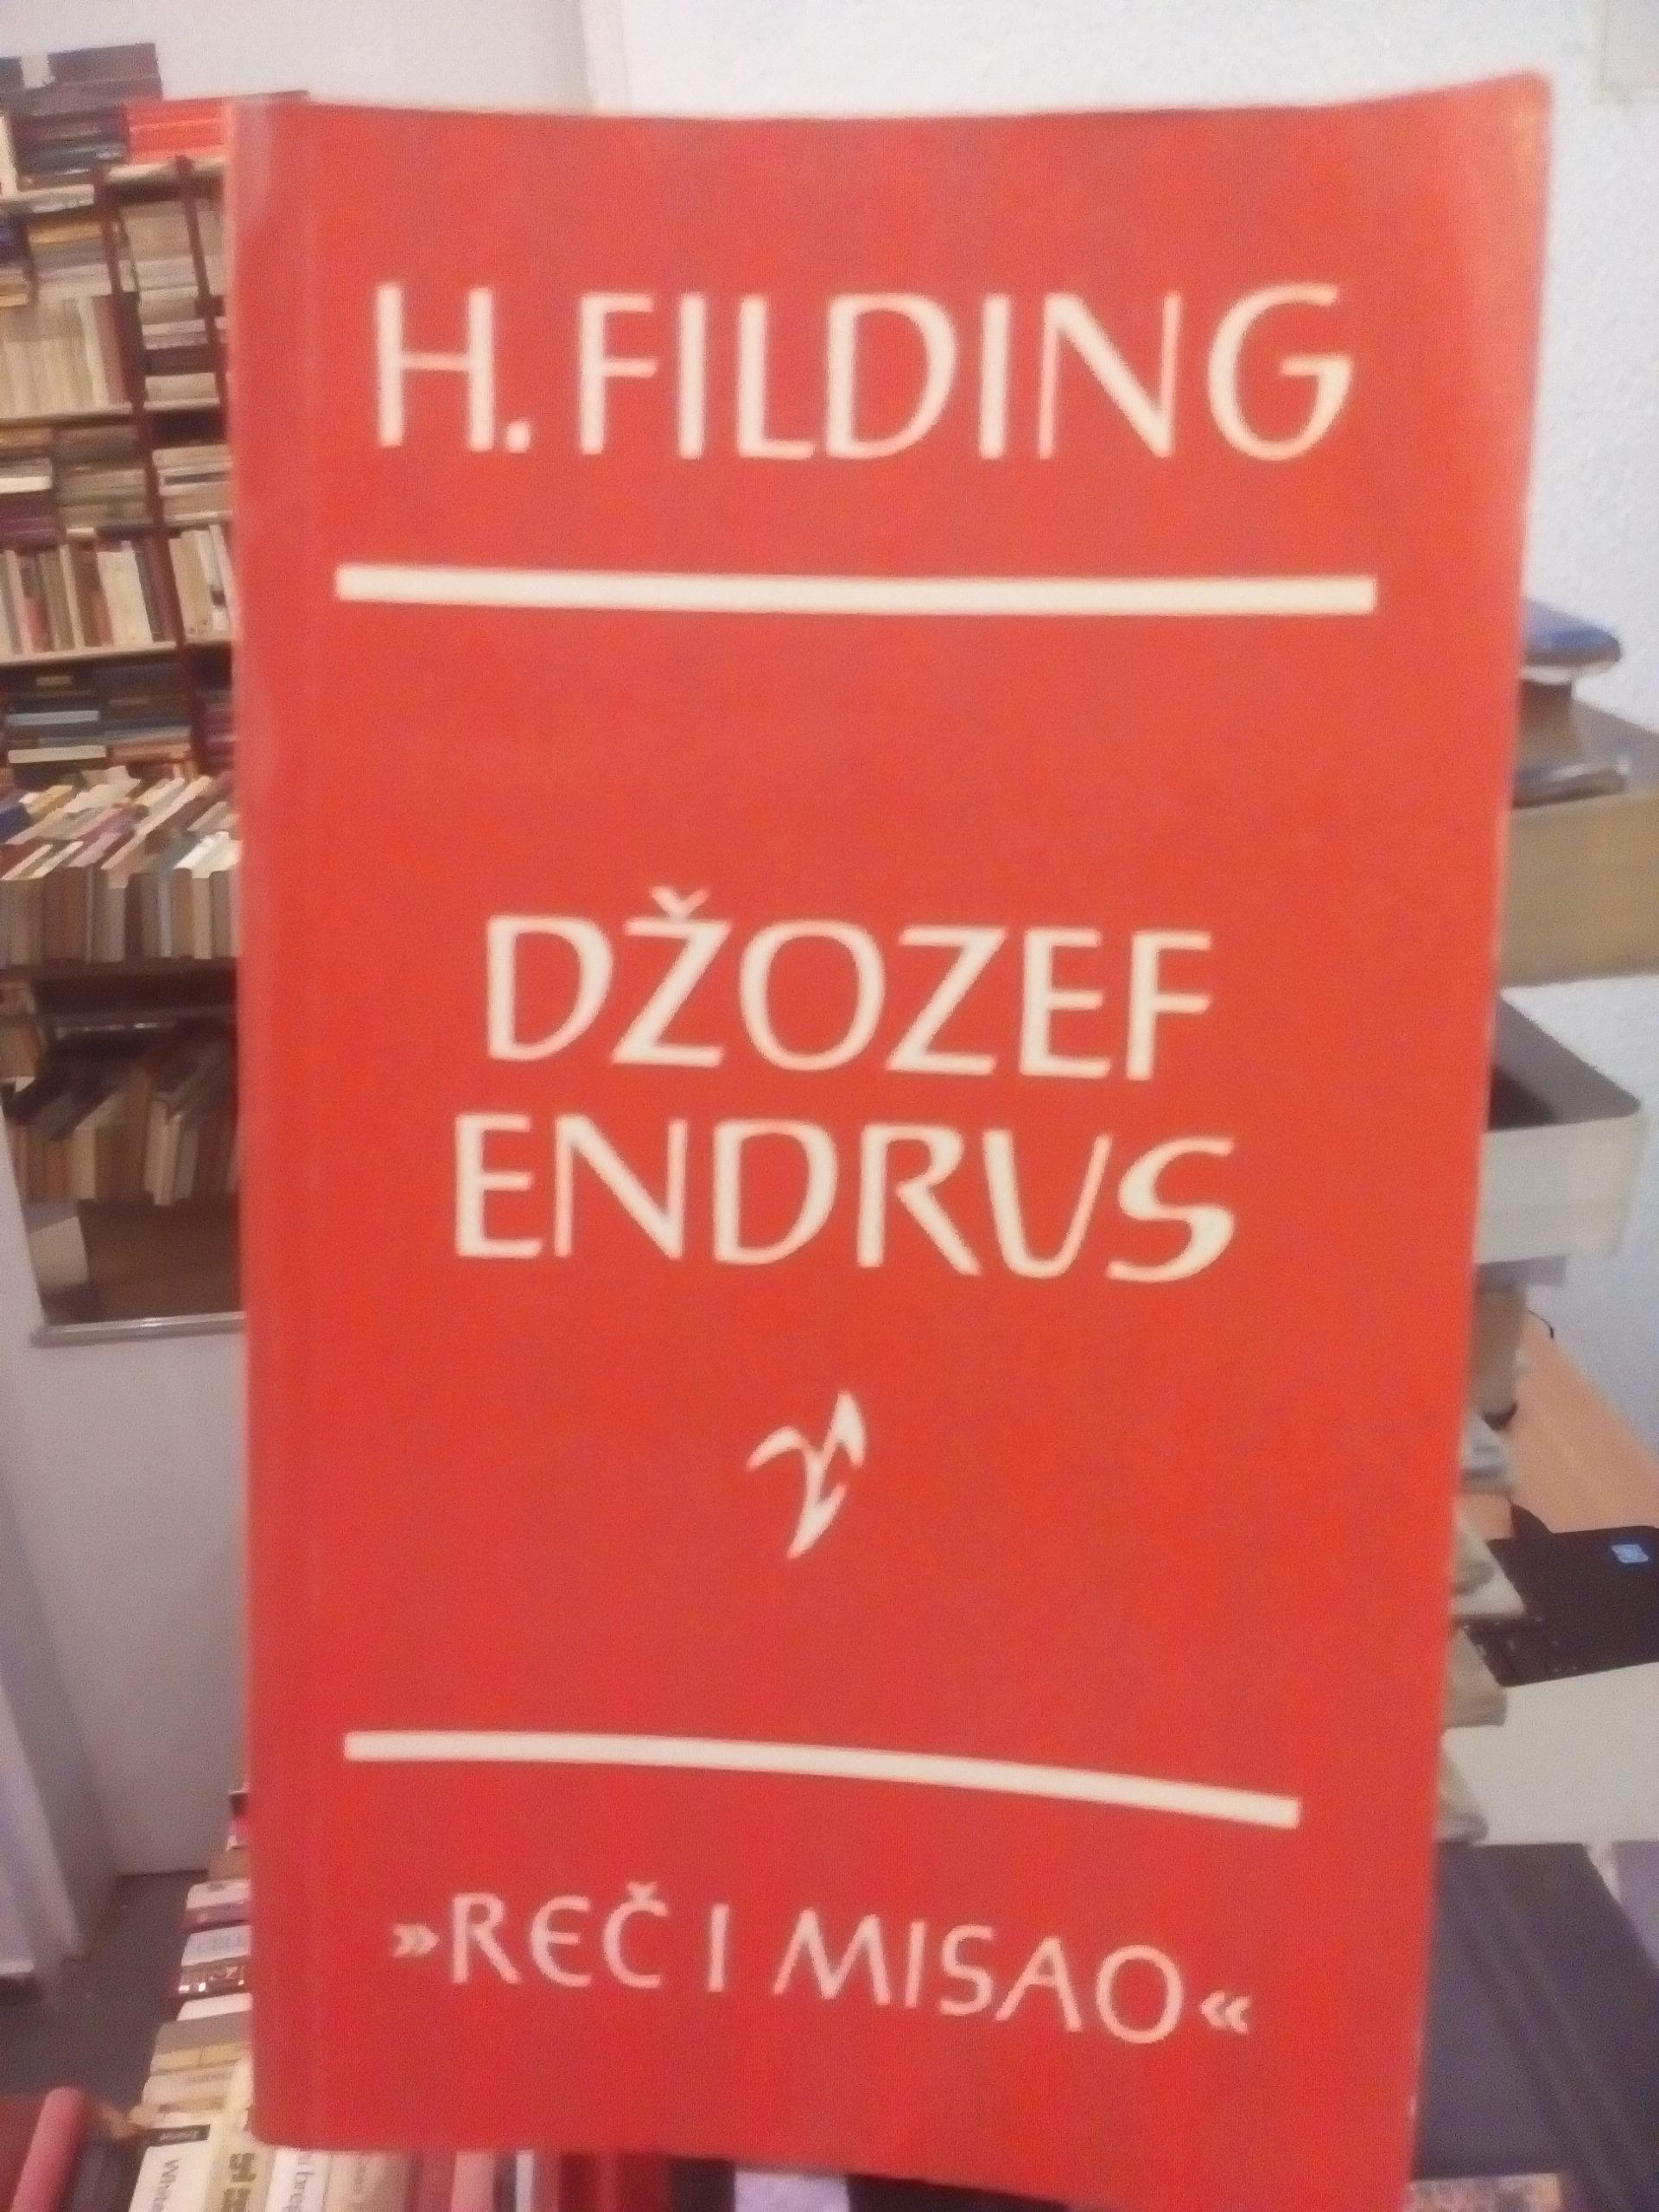 H. FILDING
DŽOZEF
ENDRUS
»REČ I MISAO«